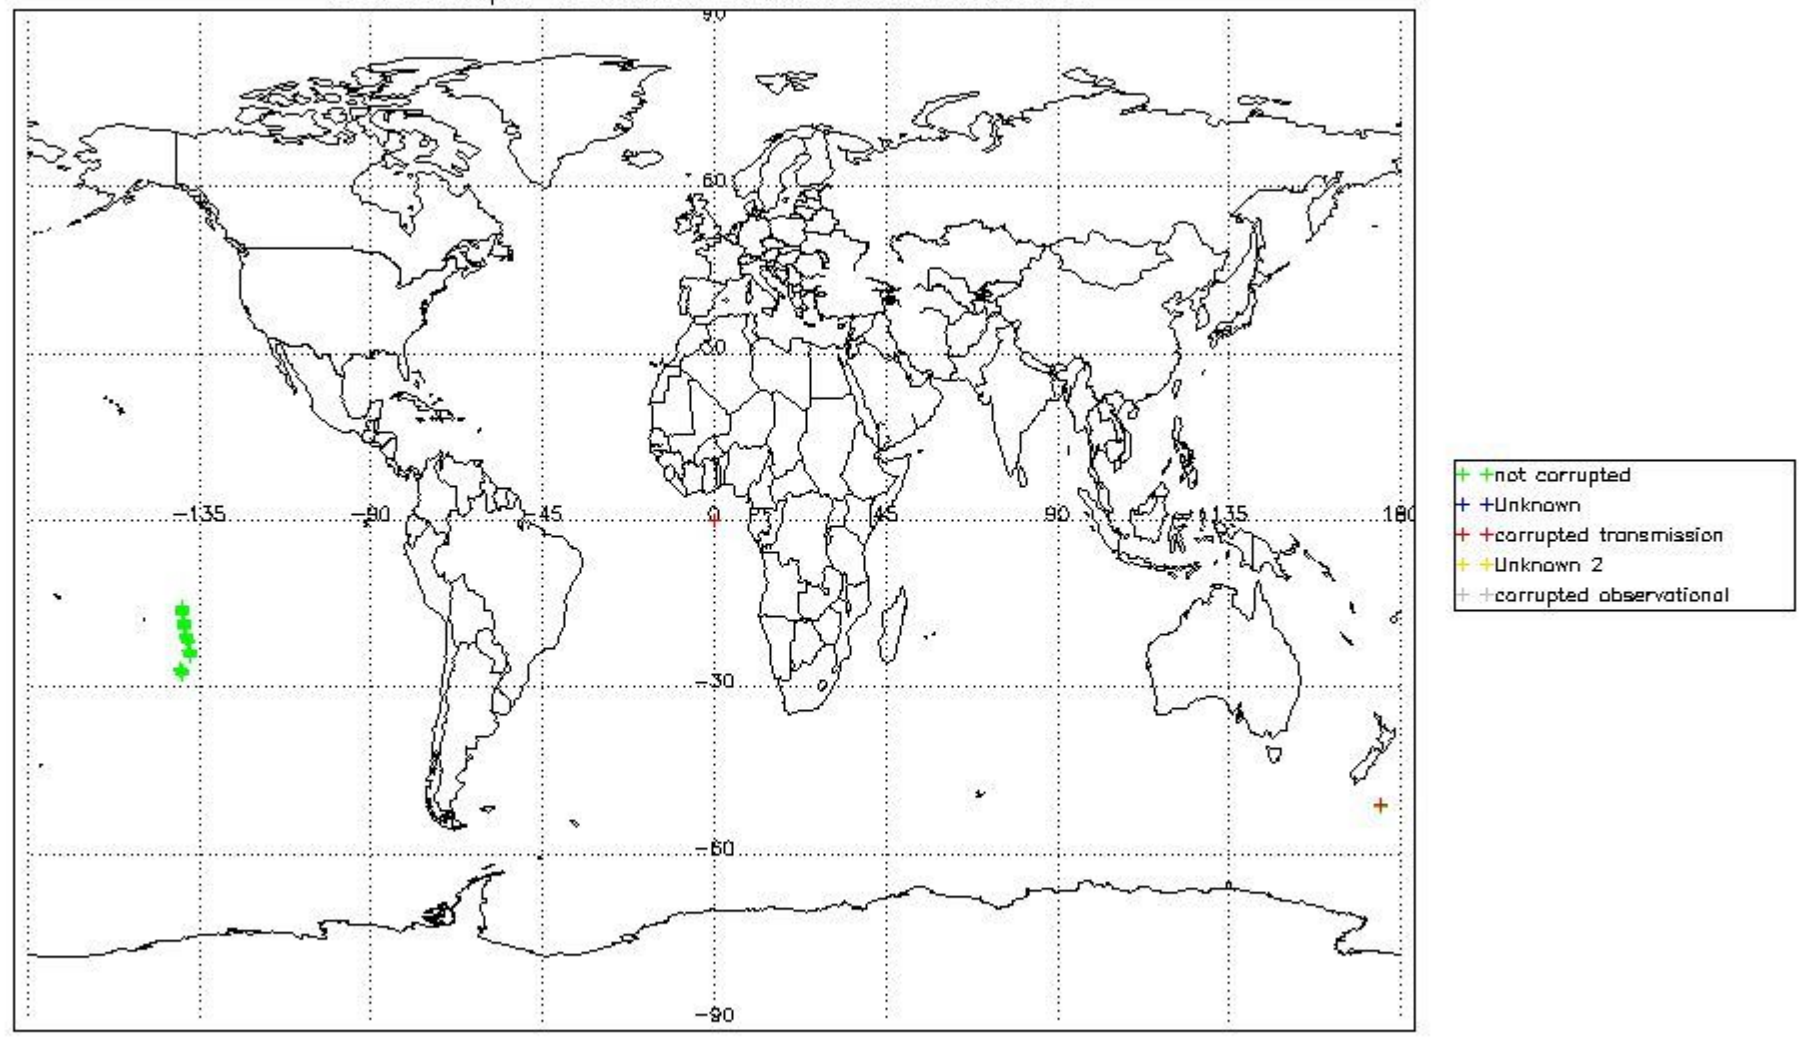 90
60
30
-135 -90 -45 0 45 90 135 180
-30
-60
-90
not corrupted
Unknown
corrupted transmission
Unknown 2
corrupted observational